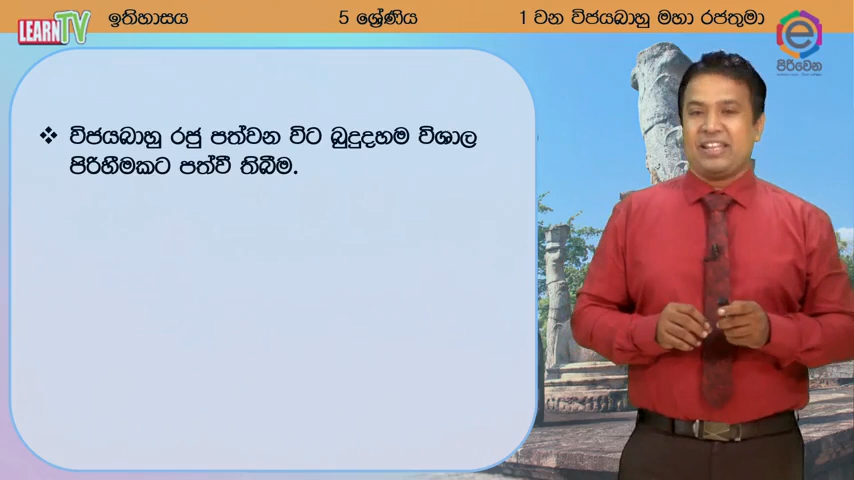 LEARN TV
ඉතිහාසය
5 ශ්‍රේණිය
1 වන විජයබාහු මහා රජතුමා
e
පිරිවෙන
❖ විජයබාහු රජු පත්වන විට බුදුදහම විශාල
පිරිහීමකට පත්වී තිබීම.